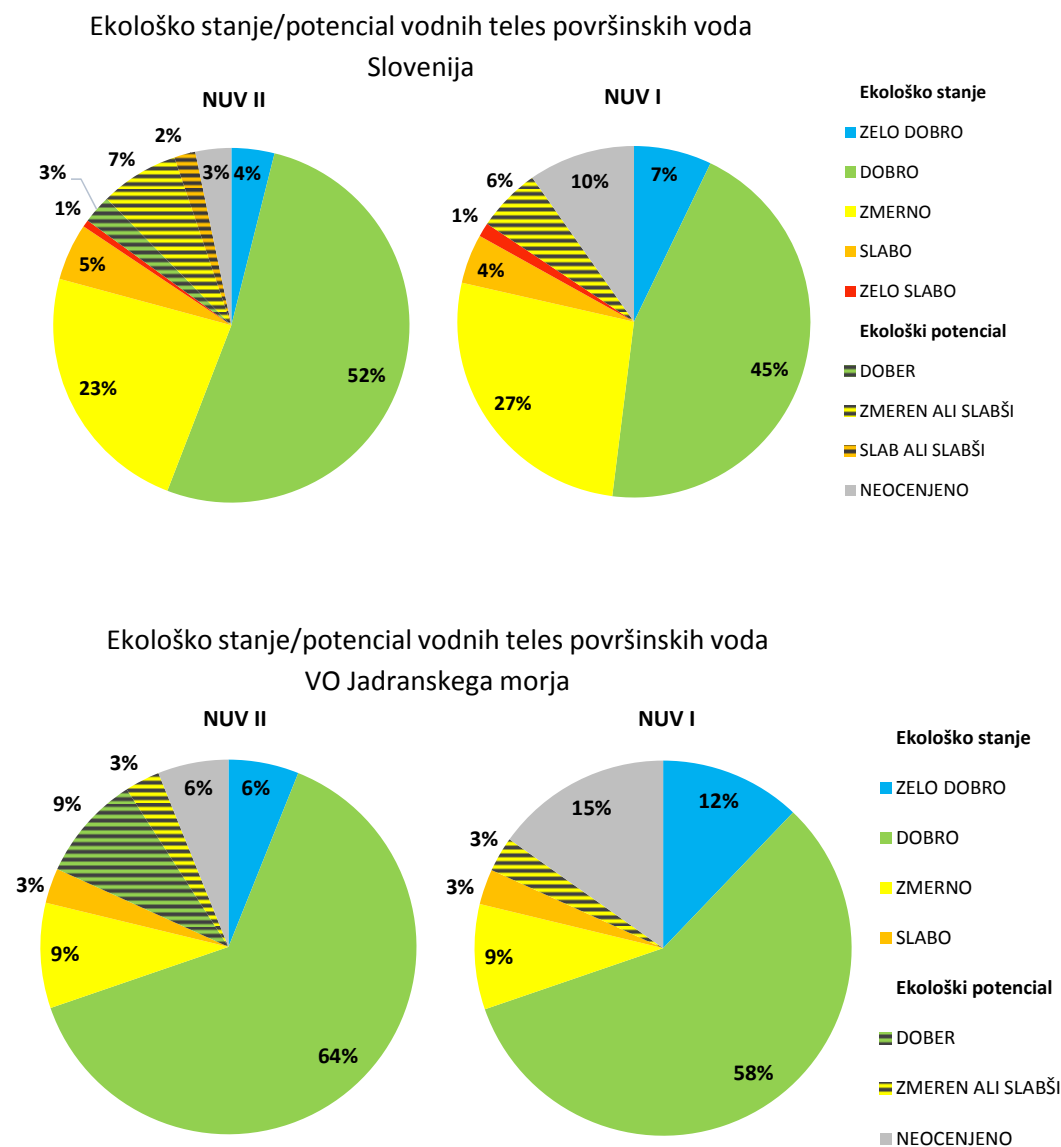 Ekološko stanje/potencial vodnih teles površinskih voda
Slovenija
NUV II
2%
7%
3%
3%
4%
1%
5%
23%
52%
NUV I
10%
7%
6%
1%
4%
27%
45%
Ekološko stanje
ZELO DOBRO
DOBRO
ZMERNO
SLABO
ZELO SLABO
Ekološki potencial
DOBER
ZMEREN ALI SLABŠI
SLAB ALI SLABŠI
NEOCENJENO
Ekološko stanje/potencial vodnih teles površinskih voda
VO Jadranskega morja
NUV II
3%
6%
6%
9%
3%
9%
64%
NUV I
15%
12%
3%
3%
9%
58%
Ekološko stanje
ZELO DOBRO
DOBRO
ZMERNO
SLABO
Ekološki potencial
DOBER
ZMEREN ALI SLABŠI
NEOCENJENO